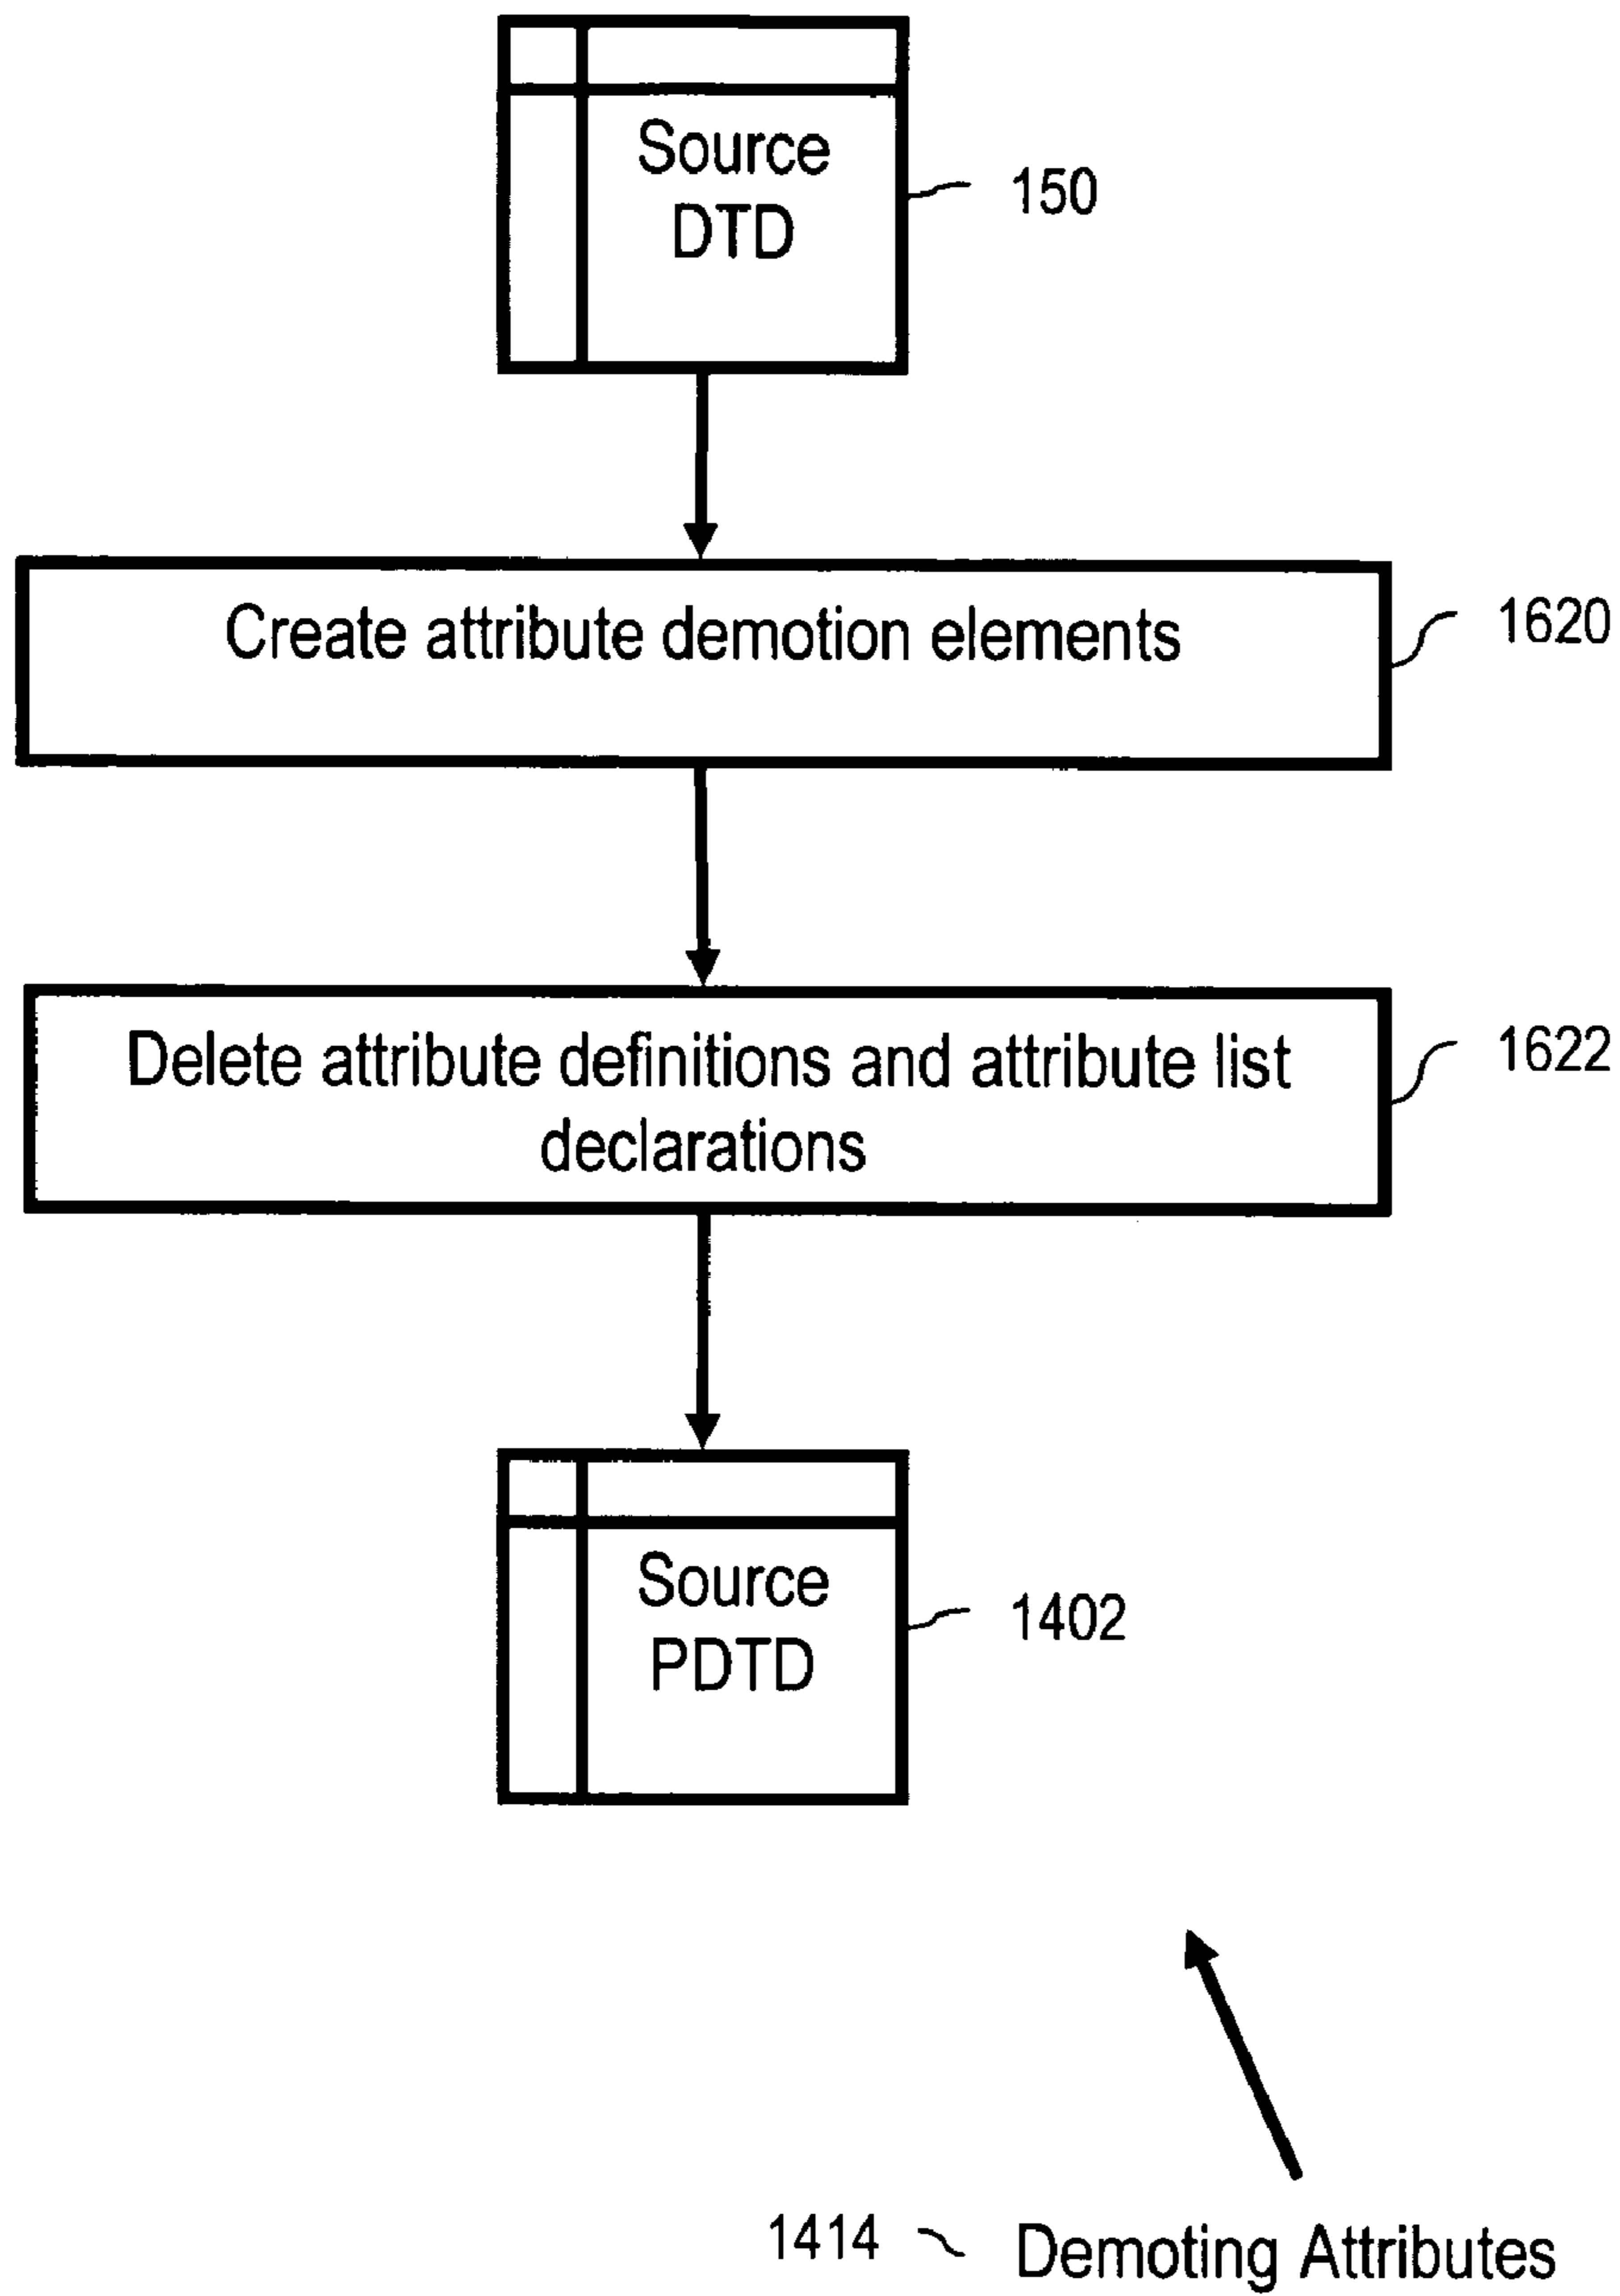 Source
DTD
150
Create attribute demotion elements
1620
Delete attribute definitions and attribute list
declarations
1622
Source
PDTD
1402
1414
Demoting Attributes